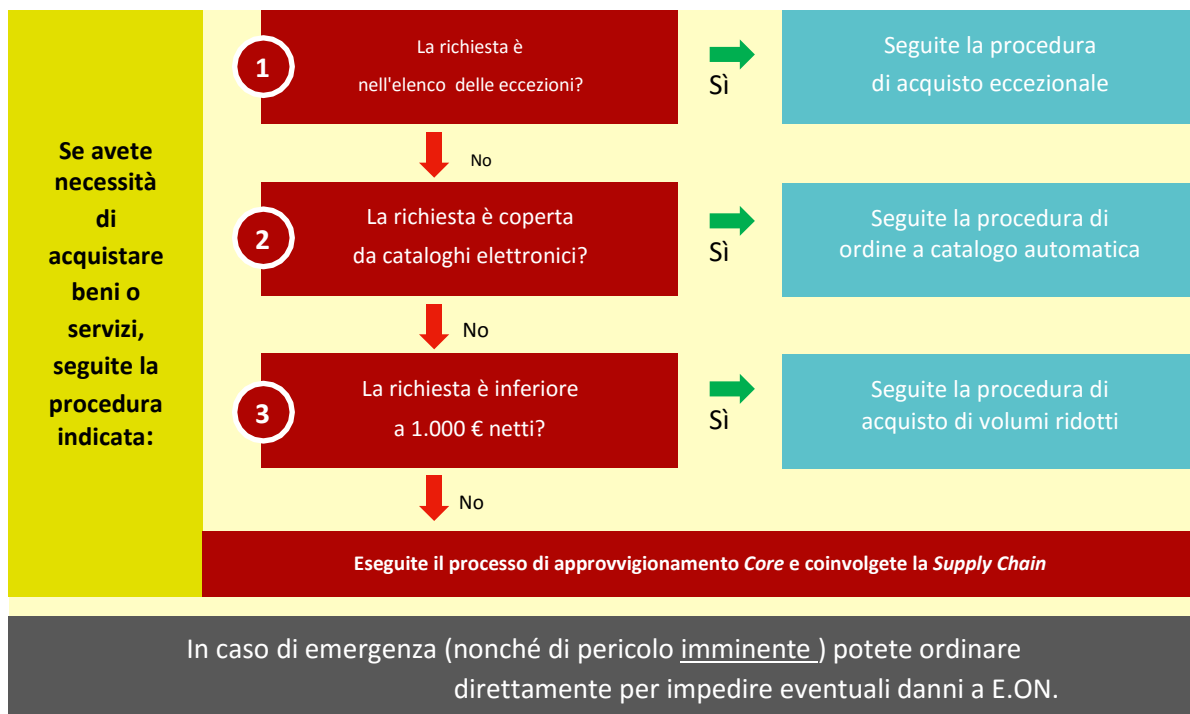 Se avete
necessità
di
acquistare
beni o
servizi,
seguite la
procedura
indicata:
1
La richiesta è
nell'elenco delle eccezioni?
Sì
Seguite la procedura
di acquisto eccezionale
No
2
La richiesta è coperta
da cataloghi elettronici?
Sì
Seguite la procedura di
ordine a catalogo automatica
No
3
La richiesta è inferiore
a 1.000 € netti?
Sì
Seguite la procedura di
acquisto di volumi ridotti
No
Eseguite il processo di approvvigionamento Core e coinvolgete la Supply Chain
In caso di emergenza (nonché di pericolo imminente ) potete ordinare
direttamente per impedire eventuali danni a E.ON.